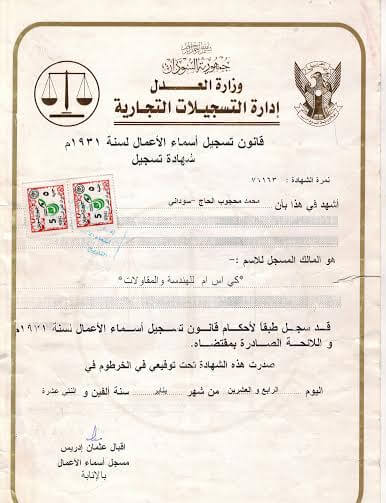 بسم الله الرحمن الرحيم
جمهورية السودان
وزارة العدل
إدارة التسجيلات التجارية
قانون تسجيل أسماء الأعمال لسنة ١٩٣١م
شهادة تسجيل
نمرة الشهادة : ٧١١٦٣
أشهد في هذا بأن محمد محجوب الحاج -سوداني
هو المالك المسجل للاسم :-
"كي اس ام للهندسة والمقاولات"
قد سجل طبقاً لأحكام قانون تسجيل أسماء الأعمال لسنة ١٩٣١م
و اللائحة الصادرة بمقتضاه.
صدرت هذه الشهادة تحت توقيعي في الخرطوم في
اليوم الرابع و العشرين من شهر يناير سنة ألفين و اثنتي عشرة
اقبال عثمان إدريس
مسجل أسماء الأعمال
بالإنابة